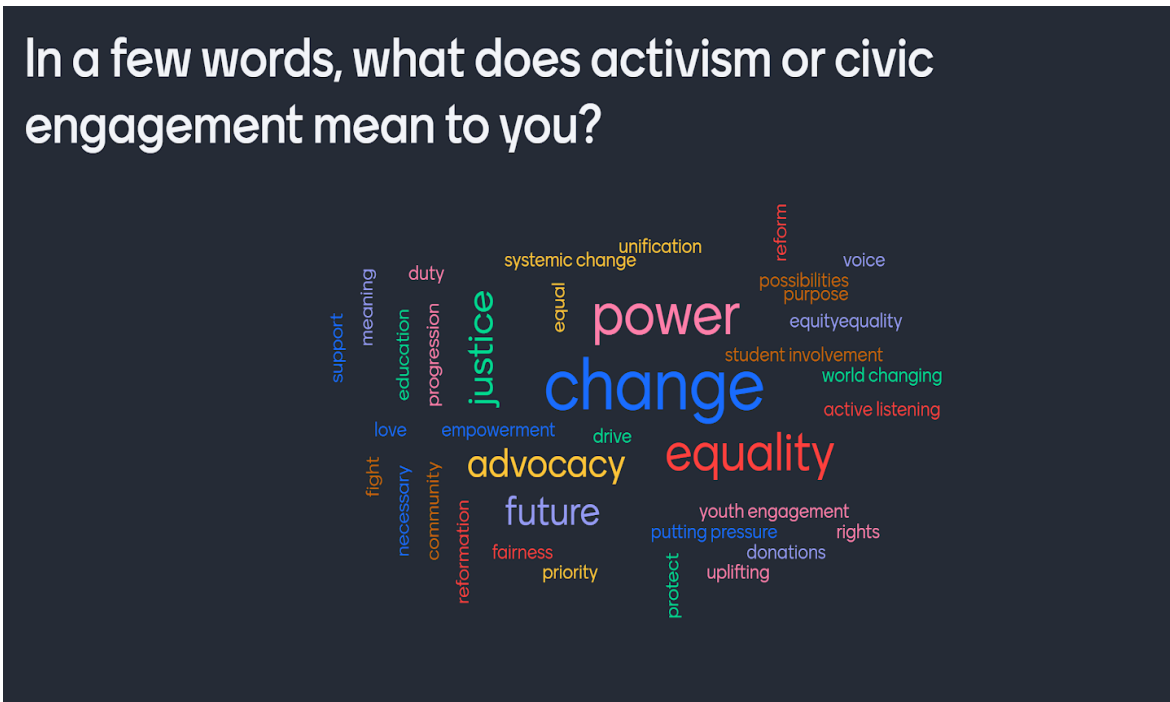 In a few words, what does activism or civic
engagement mean to you?
reform
unification
systemic change
voice
duty
meaning
possibilities
purpose
equal
power
justice
support
education
progression
equityequality
student involvement
change
world changing
active listening
love
empowerment
drive
advocacy
equality
fight
necessary
community
future
reformation
youth engagement
putting pressure
rights
fairness
donations
priority
protect
uplifting